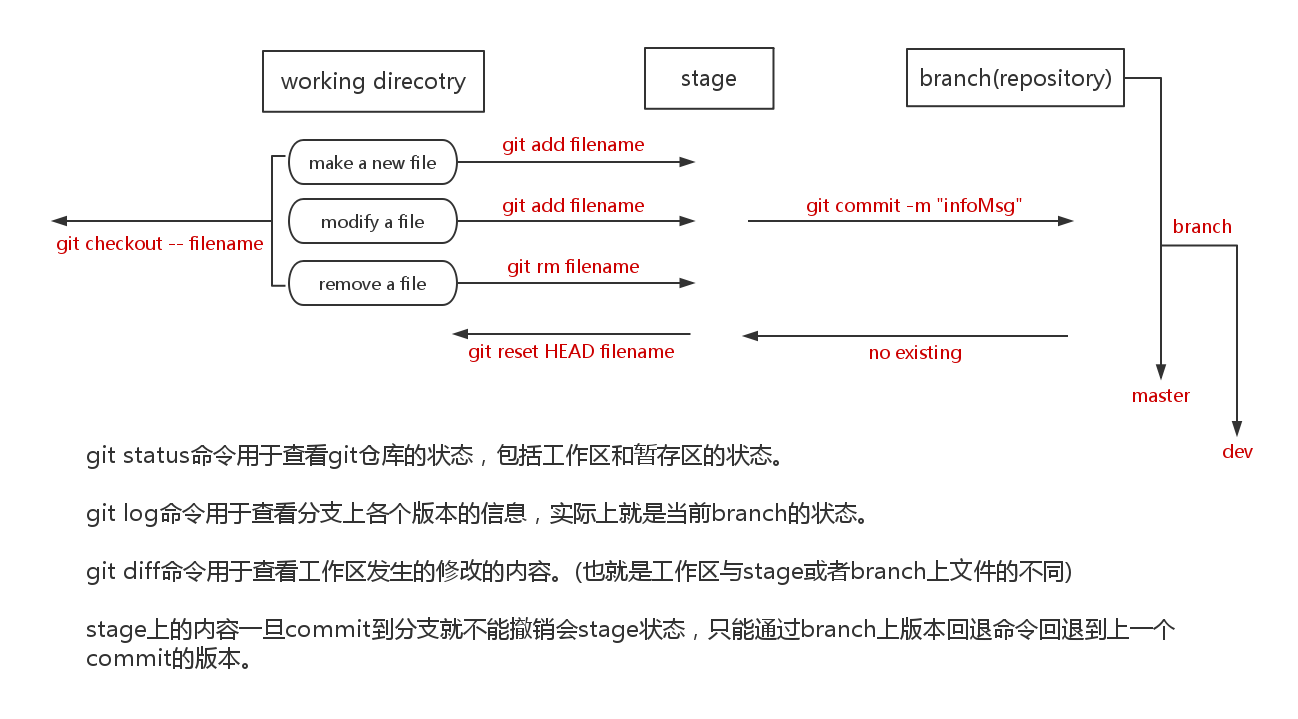 working direcotry
stage
branch(repository)
make a new file
git add filename
modify a file
git add filename
git commit -m "infoMsg"
branch
git checkout -- filename
remove a file
git rm filename
git reset HEAD filename
no existing
master
dev
git status命令用于查看git仓库的状态，包括工作区和暂存区的状态。
git log命令用于查看分支上各个版本的信息，实际上就是当前branch的状态。
git diff命令用于查看工作区发生的修改的内容。(也就是工作区与stage或者branch上文件的不同)
stage上的内容一旦commit到分支就不能撤销会stage状态，只能通过branch上版本回退命令回退到上一个
commit的版本。